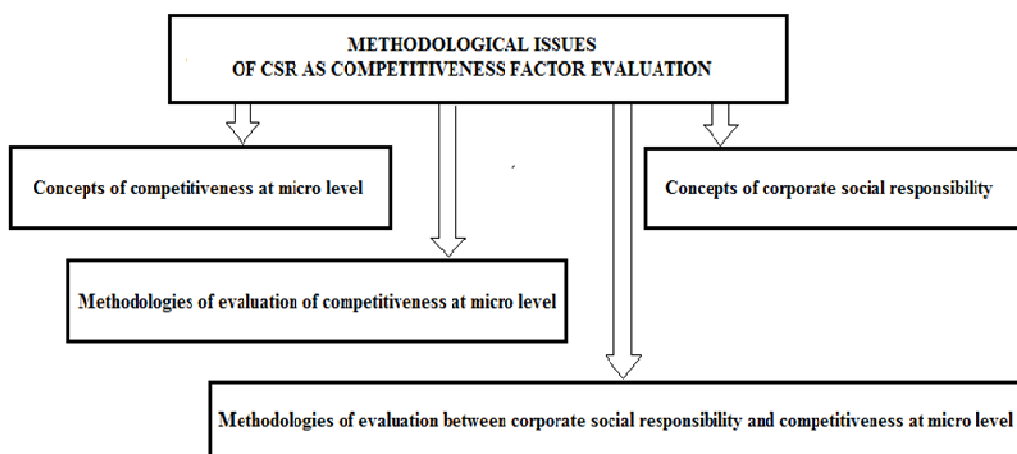 METHODOLOGICAL ISSUES
OF CSR AS COMPETITIVENESS FACTOR EVALUATION
Concepts of competitiveness at micro level
Concepts of corporate social responsibility
Methodologies of evaluation of competitiveness at micro level
Methodologies of evaluation between corporate social responsibility and competitiveness at micro level